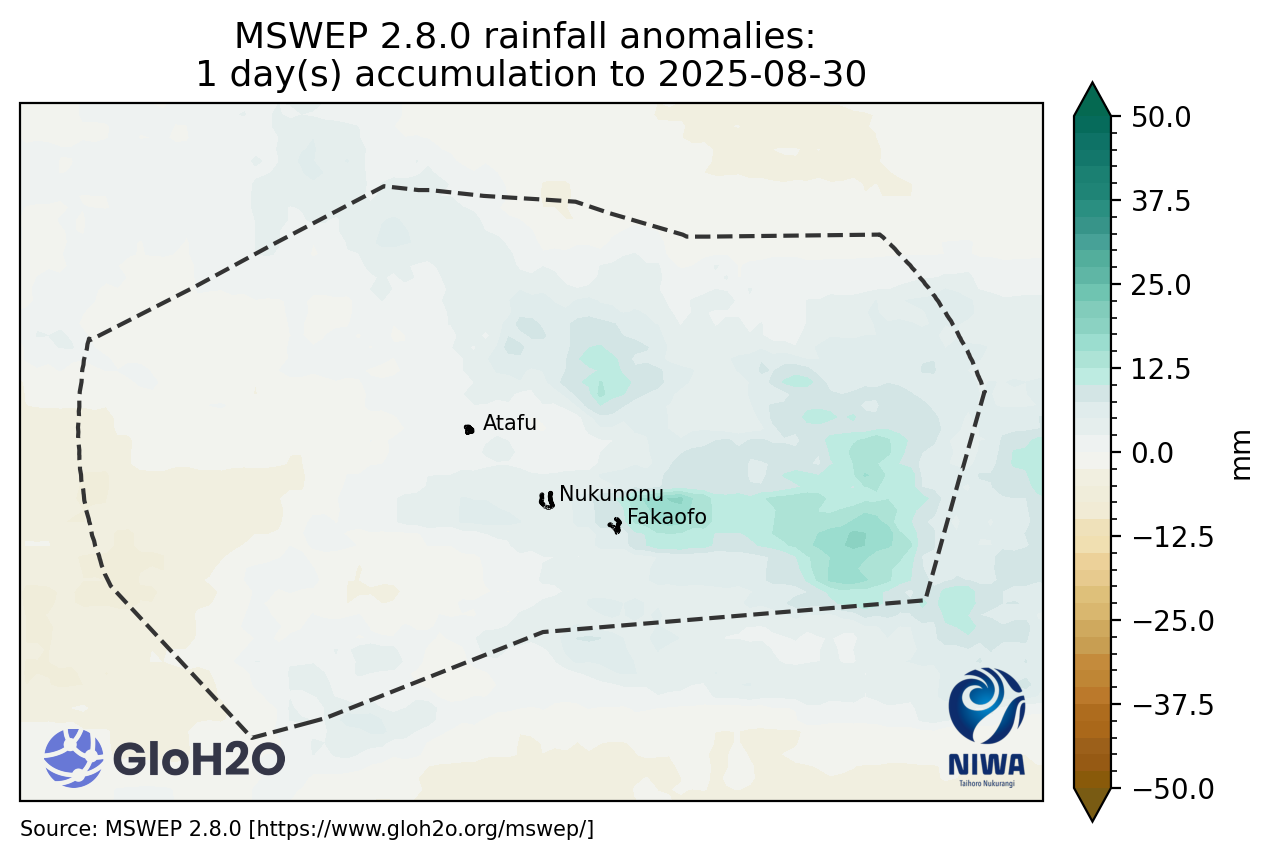 MSWEP 2.8.0 rainfall anomalies:
1 day(s) accumulation to 2025-08-30
50.0
37.5
25.0
12.5
0.0
−12.5
−25.0
−37.5
−50.0
mm
Atafu
Nukunonu
Fakaofo
GloH2O
NIWA
Taihoro Nukurangi
Source: MSWEP 2.8.0 [https://www.gloh2o.org/mswep/]